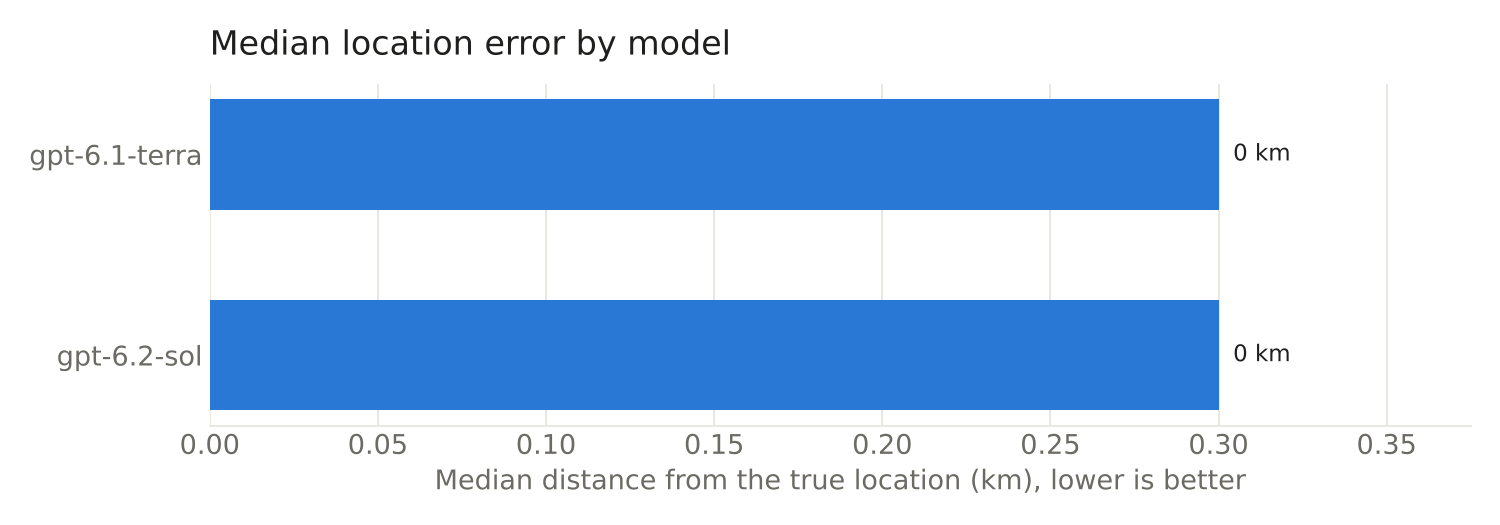 Median location error by model
gpt-6.1-terra
0 km
gpt-6.2-sol
0 km
0.00 0.05 0.10 0.15 0.20 0.25 0.30 0.35
Median distance from the true location (km), lower is better